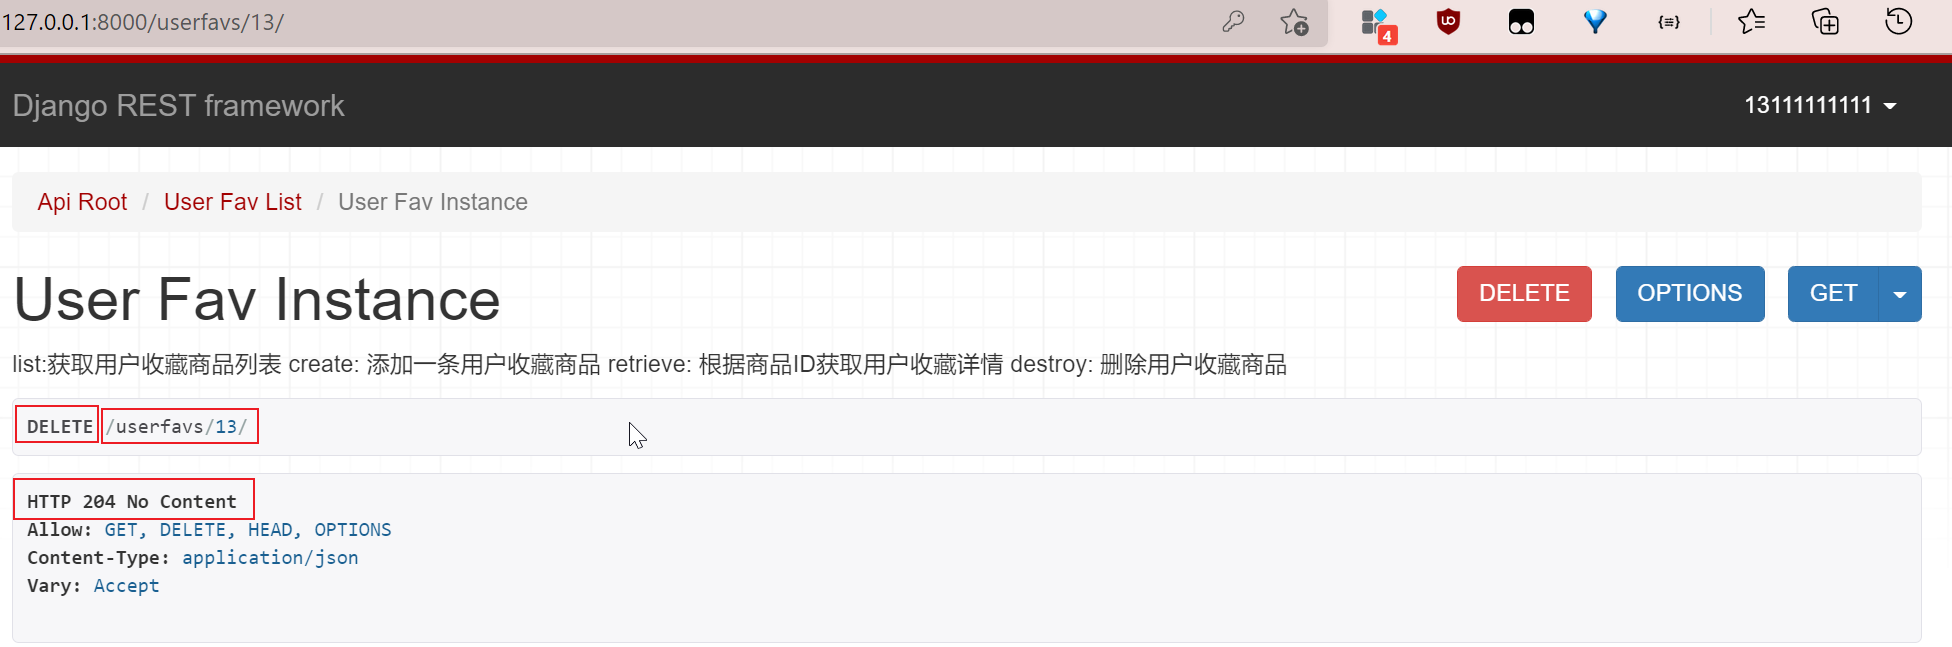 127.0.0.1:8000/userfavs/13/
4
Django REST framework
13111111111
Api Root / User Fav List / User Fav Instance
User Fav Instance
DELETE
OPTIONS
GET
list:获取用户收藏商品列表 create: 添加一条用户收藏商品 retrieve: 根据商品ID获取用户收藏详情 destroy: 删除用户收藏商品
DELETE /userfavs/13/
HTTP 204 No Content
Allow: GET, DELETE, HEAD, OPTIONS
Content-Type: application/json
Vary: Accept